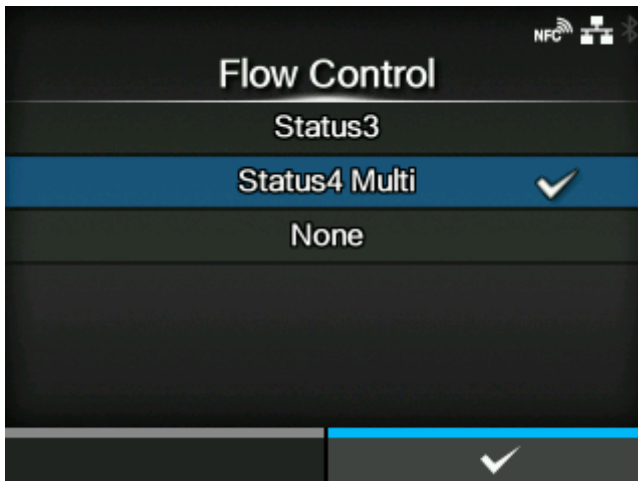 NFC
Flow Control
Status3
Status4 Multi
None